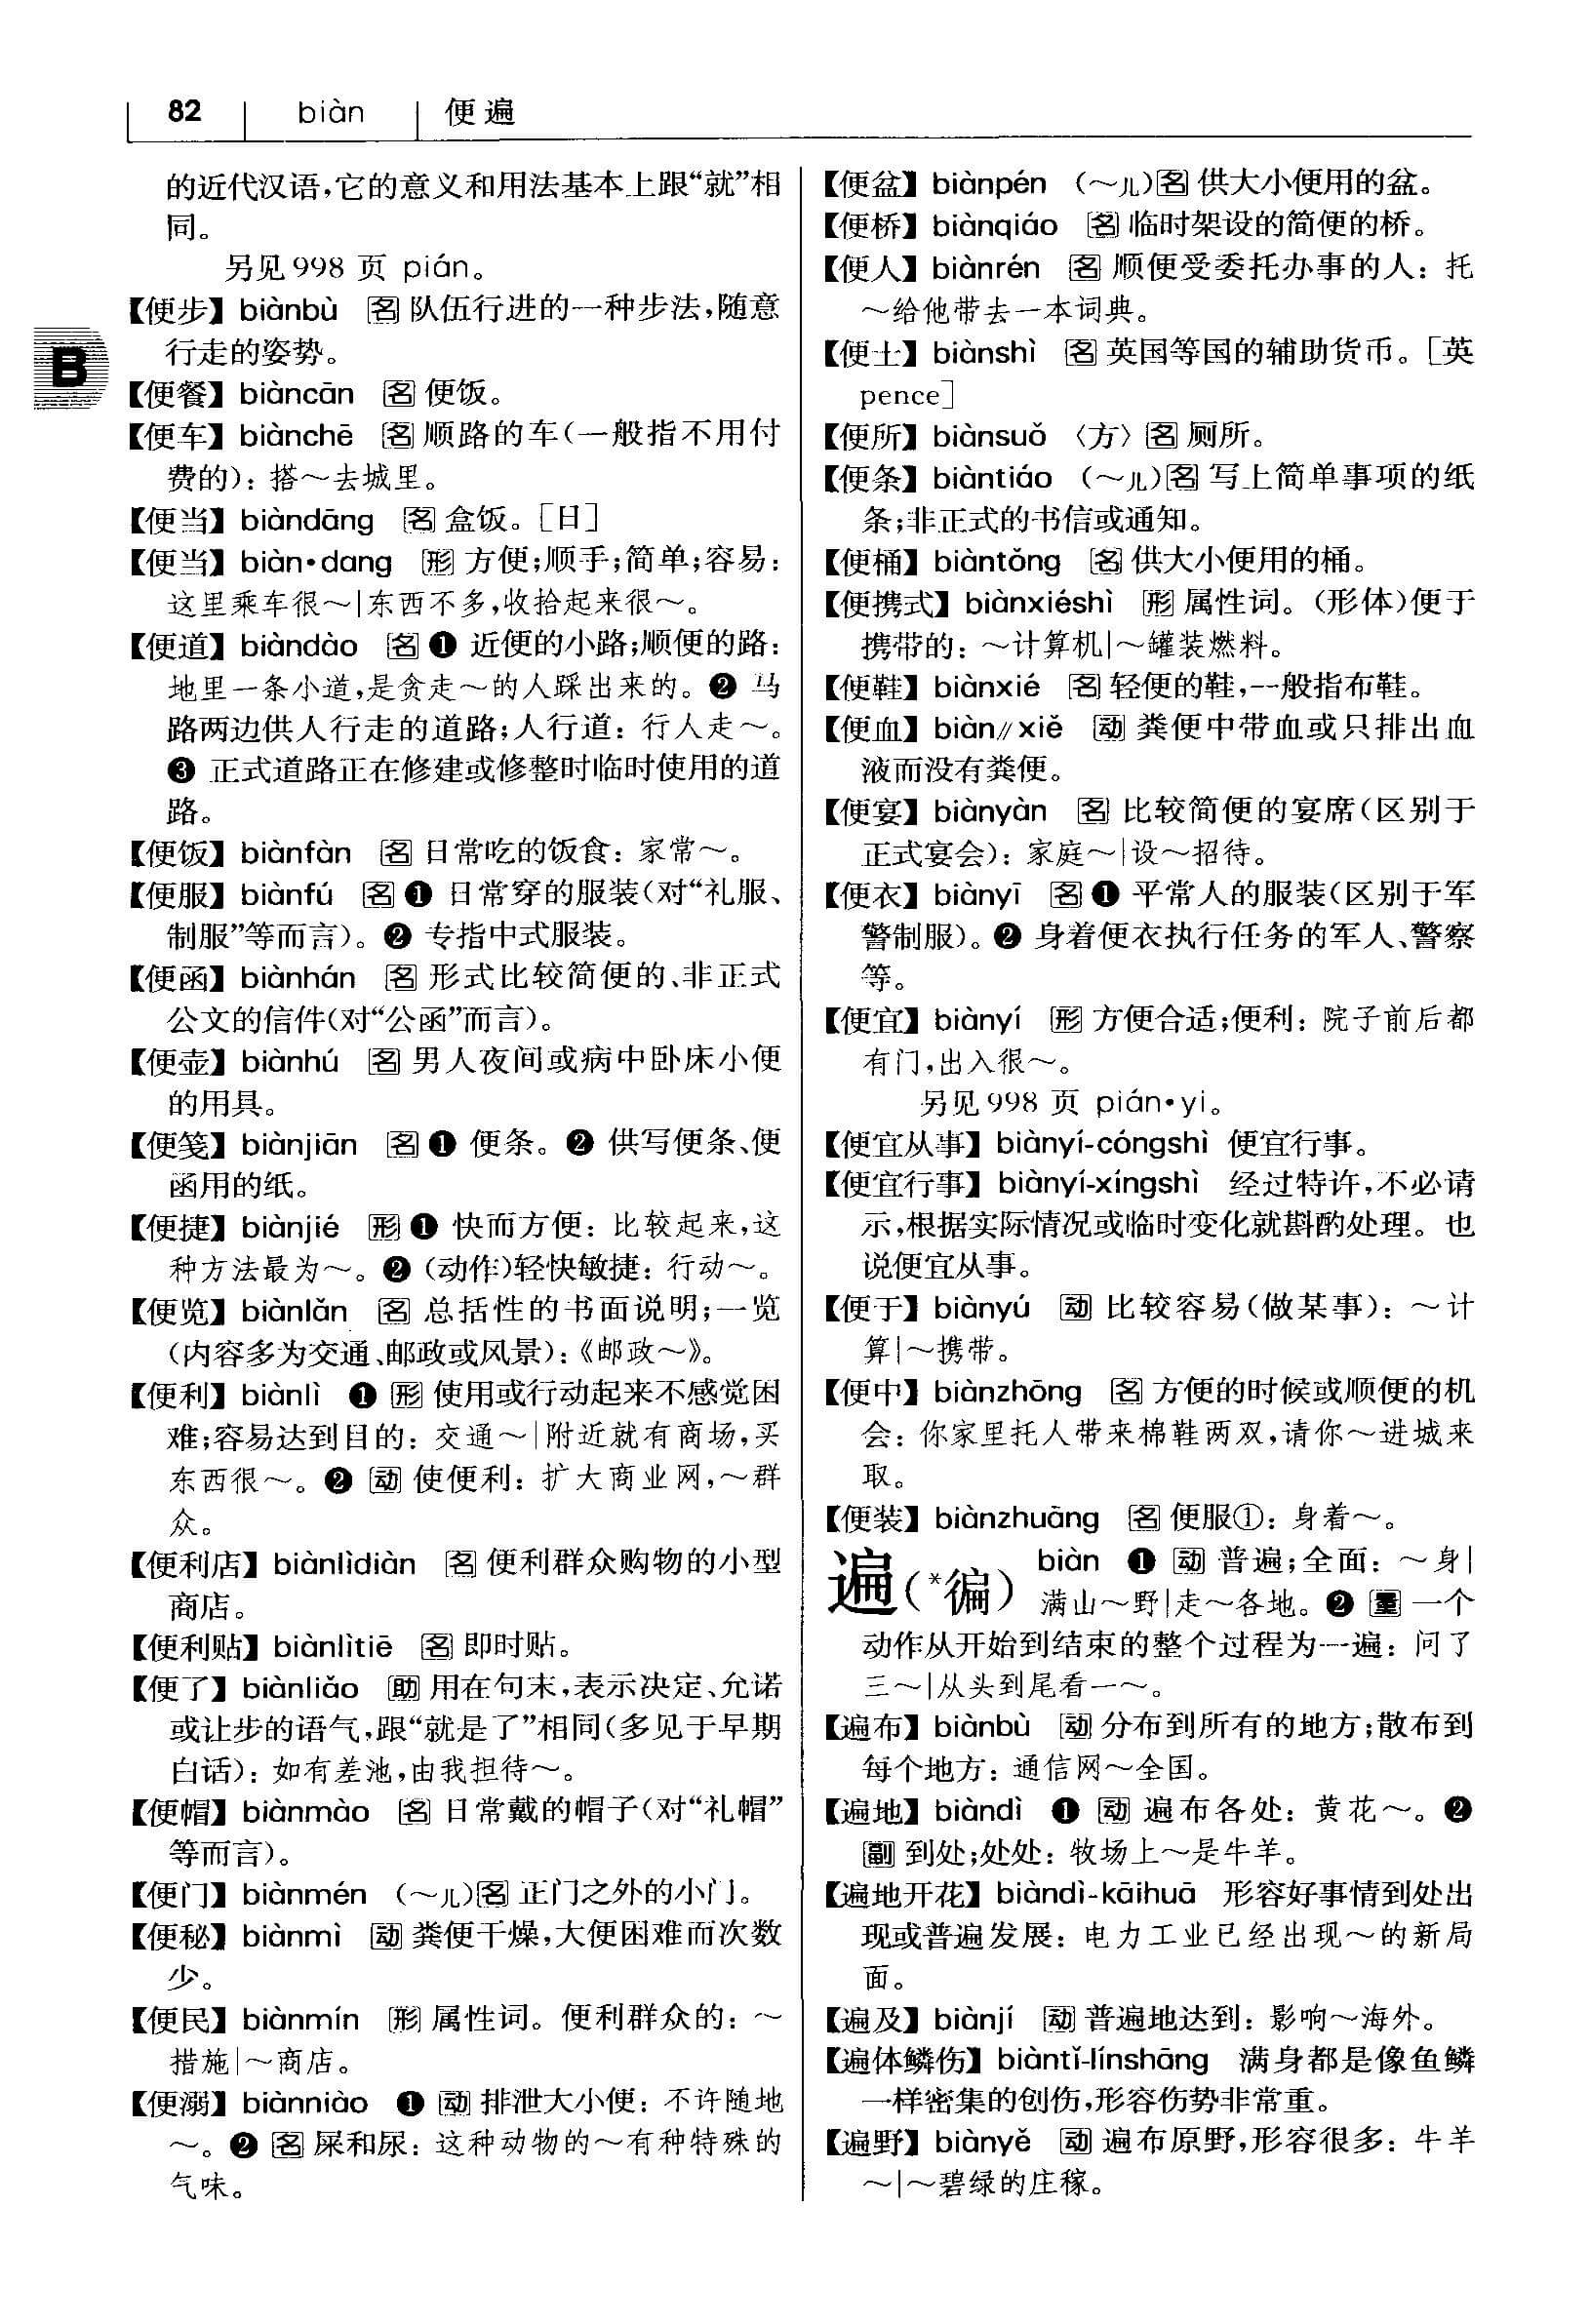 82 biàn 便遍
的近代汉语,它的意义和用法基本上跟“就”相
同。
另见998 页 pián。
【便步】biànbù 名 队伍行进的一种步法,随意
行走的姿势。
B
【便餐】biàncān 名 便饭。
【便车】biànchē 名 顺路的车(一般指不用付
费的):搭～去城里。
【便当】biàndāng 名 盒饭。[日]
【便当】biàn•dang 形 方便;顺手;简单;容易:
这里乘车很～|东西不多,收拾起来很～。
【便道】biàndào 名 ❶ 近便的小路;顺便的路:
地里一条小道,是贪走～的人踩出来的。❷ 马
路两边供人行走的道路;人行道:行人走～。
❸ 正式道路正在修建或修整时临时使用的道
路。
【便饭】biànfàn 名 日常吃的饭食:家常～。
【便服】biànfú 名 ❶ 日常穿的服装(对“礼服、
制服”等而言)。❷ 专指中式服装。
【便函】biànhán 名 形式比较简便的、非正式
公文的信件(对“公函”而言)。
【便壶】biànhú 名 男人夜间或病中卧床小便
的用具。
【便笺】biànjiān 名 ❶ 便条。❷ 供写便条、便
函用的纸。
【便捷】biànjié 形 ❶ 快而方便:比较起来,这
种方法最为～。❷ (动作)轻快敏捷:行动～。
【便览】biànlǎn 名 总括性的书面说明;一览
(内容多为交通、邮政或风景):《邮政～》。
【便利】biànlì ❶ 形 使用或行动起来不感觉困
难;容易达到目的:交通～|附近就有商场,买
东西很～。❷ 动 使便利:扩大商业网,～群
众。
【便利店】biànlìdiàn 名 便利群众购物的小型
商店。
【便利贴】biànlìtiē 名 即时贴。
【便了】biànliǎo 助 用在句末,表示决定、允诺
或让步的语气,跟“就是了”相同(多见于早期
白话):如有差池,由我担待～。
【便帽】biànmào 名 日常戴的帽子(对“礼帽”
等而言)。
【便门】biànmén (～儿)名 正门之外的小门。
【便秘】biànmì 动 粪便干燥,大便困难而次数
少。
【便民】biànmín 形 属性词。便利群众的:～
措施|～商店。
【便溺】biànniào ❶ 动 排泄大小便:不许随地
～。❷ 名 屎和尿:这种动物的～有种特殊的
气味。
【便盆】biànpén (～儿)名 供大小便用的盆。
【便桥】biànqiáo 名 临时架设的简便的桥。
【便人】biànrén 名 顺便受委托办事的人:托
～给他带去一本词典。
【便士】biànshì 名 英国等国的辅助货币。[英
pence]
【便所】biànsuǒ 〈方〉名 厕所。
【便条】biàntiáo (～儿)名 写上简单事项的纸
条;非正式的书信或通知。
【便桶】biàntǒng 名 供大小便用的桶。
【便携式】biànxiéshì 形 属性词。(形体)便于
携带的:～计算机|～罐装燃料。
【便鞋】biànxié 名 轻便的鞋,一般指布鞋。
【便血】biàn∥xiě 动 粪便中带血或只排出血
液而没有粪便。
【便宴】biànyàn 名 比较简便的宴席(区别于
正式宴会):家庭～|设～招待。
【便衣】biànyī 名 ❶ 平常人的服装(区别于军
警制服)。❷ 身着便衣执行任务的军人、警察
等。
【便宜】biànyí 形 方便合适;便利:院子前后都
有门,出入很～。
另见998 页 pián•yi。
【便宜从事】biànyí-cóngshì 便宜行事。
【便宜行事】biànyí-xíngshì 经过特许,不必请
示,根据实际情况或临时变化就斟酌处理。也
说便宜从事。
【便于】biànyú 动 比较容易(做某事):～计
算|～携带。
【便中】biànzhōng 名 方便的时候或顺便的机
会:你家里托人带来棉鞋两双,请你～进城来
取。
【便装】biànzhuāng 名 便服①:身着～。
遍(*徧) biàn ❶ 动 普遍;全面:～身|
满山～野|走～各地。❷ 量 一个
动作从开始到结束的整个过程为一遍:问了
三～|从头到尾看一～。
【遍布】biànbù 动 分布到所有的地方;散布到
每个地方:通信网～全国。
【遍地】biàndì ❶ 动 遍布各处:黄花～。❷
副 到处;处处:牧场上～是牛羊。
【遍地开花】biàndì-kāihuā 形容好事情到处出
现或普遍发展:电力工业已经出现～的新局
面。
【遍及】biànjí 动 普遍地达到:影响～海外。
【遍体鳞伤】biàntǐ-línshāng 满身都是像鱼鳞
一样密集的创伤,形容伤势非常重。
【遍野】biànyě 动 遍布原野,形容很多:牛羊
～|～碧绿的庄稼。